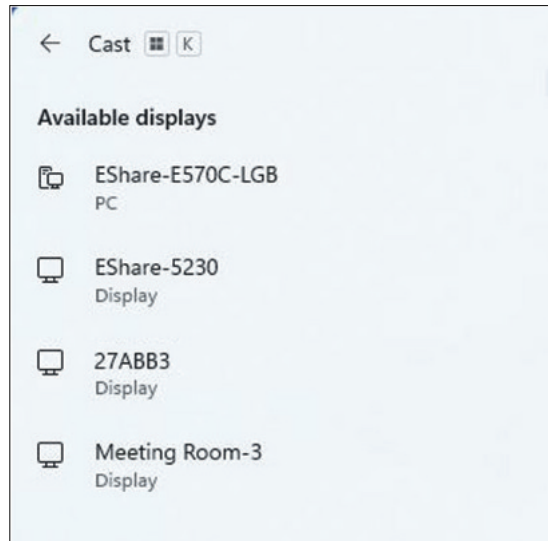 Cast K
Available displays
EShare-E570C-LGB
PC
EShare-5230
Display
27ABB3
Display
Meeting Room-3
Display